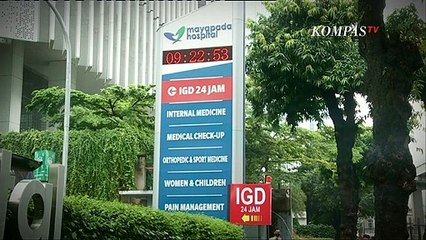 KOMPAS TV
mayapada
hospital
09:22:53
IGD 24 JAM
INTERNAL MEDICINE
MEDICAL CHECK-UP
ORTHOPEDIC & SPORT MEDICINE
WOMEN & CHILDREN
PAIN MANAGEMENT
IGD
24 JAM